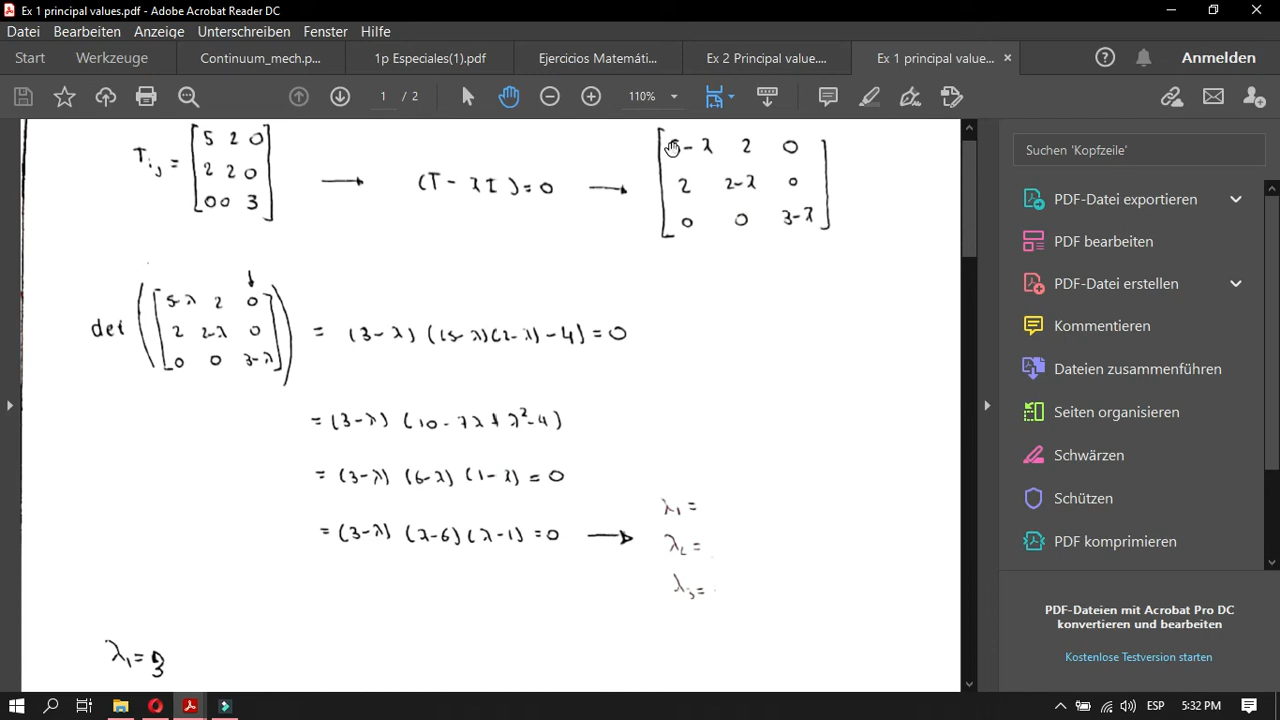 Ex 1 principal values.pdf - Adobe Acrobat Reader DC
Datei Bearbeiten Anzeige Unterschreiben Fenster Hilfe
Start Werkzeuge Continuum_mech.p... 1p Especiales(1).pdf Ejercicios Matemáti... Ex 2 Principal value.... Ex 1 principal value... × Anmelden
1 / 2 110%
T_ij = [5 2 0
2 2 0
0 0 3] → (T - λI) = 0 → [5-λ 2 0
2 2-λ 0
0 0 3-λ]
det ([5-λ 2 0
2 2-λ 0
0 0 3-λ]) = (3-λ) ((5-λ)(2-λ) - 4) = 0
= (3-λ) (10 - 7λ + λ² - 4)
= (3-λ) (6-λ) (1-λ) = 0
= (3-λ) (λ-6) (λ-1) = 0 →
λ₁ =
λ₂ =
λ₃ =
λ₁ = 3
Suchen 'Kopfzeile'
PDF-Datei exportieren
PDF bearbeiten
PDF-Datei erstellen
Kommentieren
Dateien zusammenführen
Seiten organisieren
Schwärzen
Schützen
PDF komprimieren
PDF-Dateien mit Acrobat Pro DC
konvertieren und bearbeiten
Kostenlose Testversion starten
ESP 5:32 PM